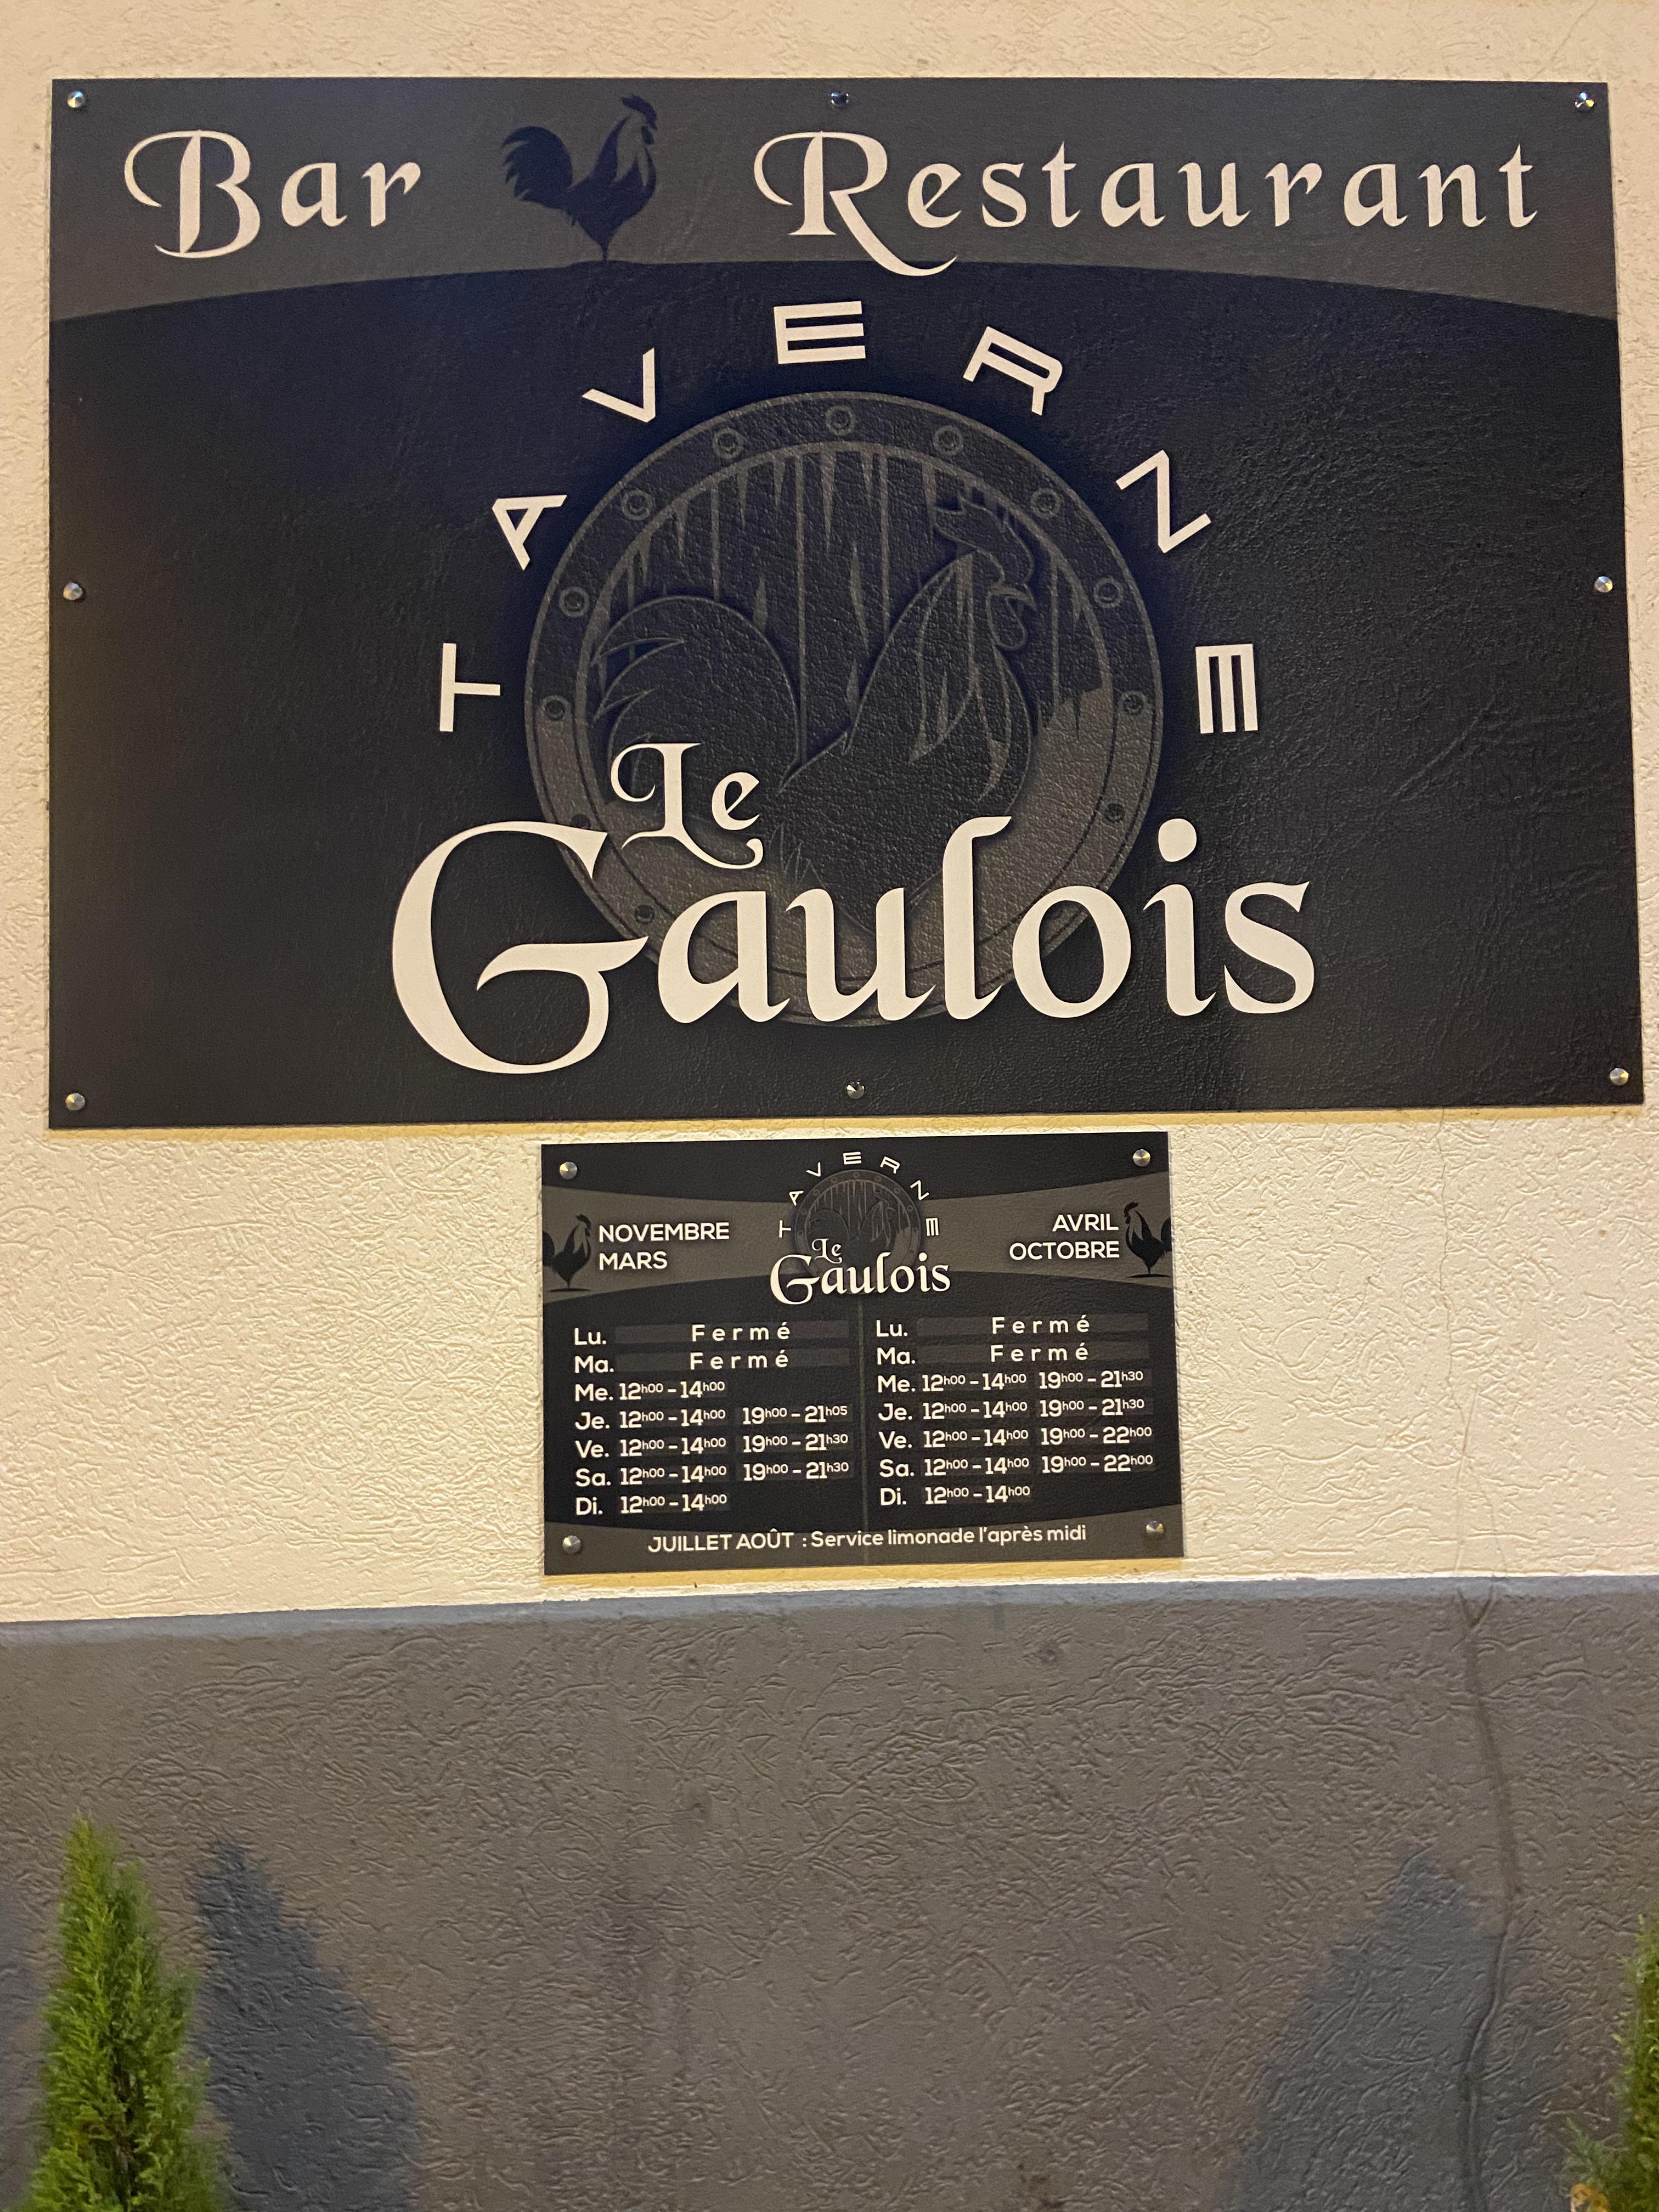 Bar Restaurant
TAVERNE
Le
Gaulois
TAVERNE
Le
Gaulois
NOVEMBRE
MARS
AVRIL
OCTOBRE
Lu. Fermé
Ma. Fermé
Me. 12h00 - 14h00
Je. 12h00 - 14h00 19h00 - 21h05
Ve. 12h00 - 14h00 19h00 - 21h30
Sa. 12h00 - 14h00 19h00 - 21h30
Di. 12h00 - 14h00
Lu. Fermé
Ma. Fermé
Me. 12h00 - 14h00 19h00 - 21h30
Je. 12h00 - 14h00 19h00 - 21h30
Ve. 12h00 - 14h00 19h00 - 22h00
Sa. 12h00 - 14h00 19h00 - 22h00
Di. 12h00 - 14h00
JUILLET AOÛT : Service limonade l'après midi